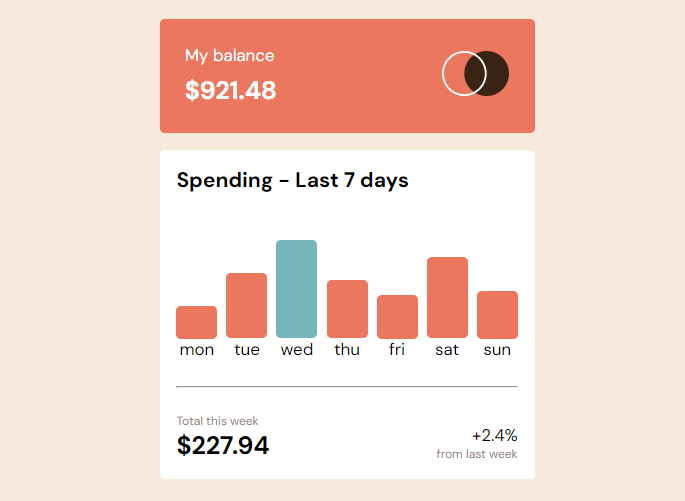 My balance
$921.48
Spending - Last 7 days
mon tue wed thu fri sat sun
Total this week
$227.94
+2.4%
from last week